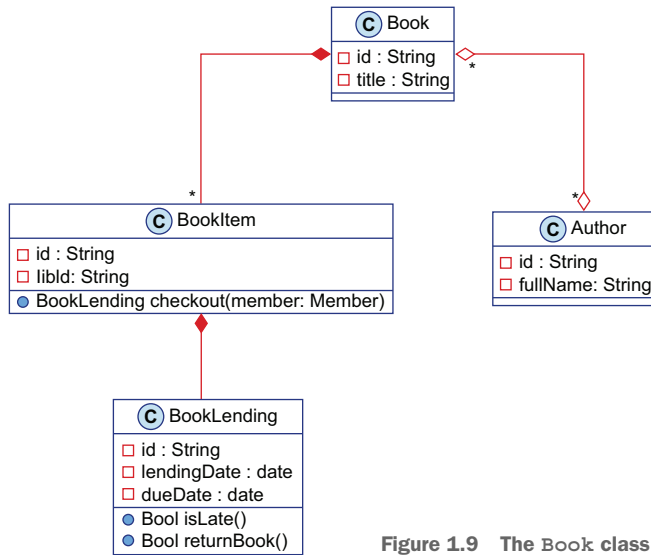 C Book
id : String
title : String
*
*
C BookItem
id : String
libId: String
BookLending checkout(member: Member)
*
C Author
id : String
fullName: String
C BookLending
id : String
lendingDate : date
dueDate : date
Bool isLate()
Bool returnBook()
Figure 1.9 The Book class